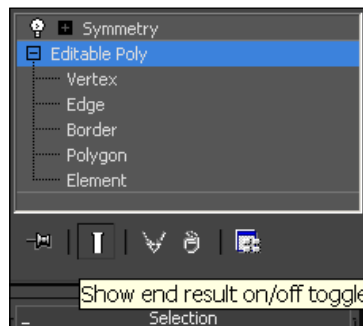 Symmetry
Editable Poly
Vertex
Edge
Border
Polygon
Element
Show end result on/off toggle
Selection